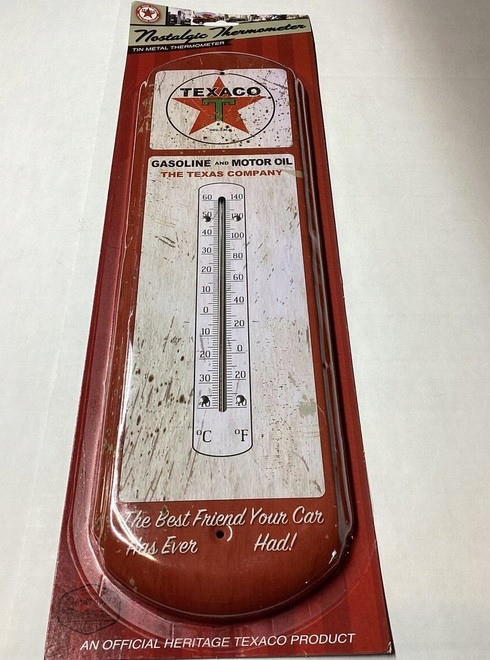 Nostalgic Thermometer
TIN METAL THERMOMETER
TEXACO
T
GASOLINE AND MOTOR OIL
THE TEXAS COMPANY
60 140
50 120
40 100
30 80
20 60
10 40
0 20
10 0
20 20
30 40
40
°C °F
The Best Friend Your Car
Has Ever Had!
AN OFFICIAL HERITAGE TEXACO PRODUCT